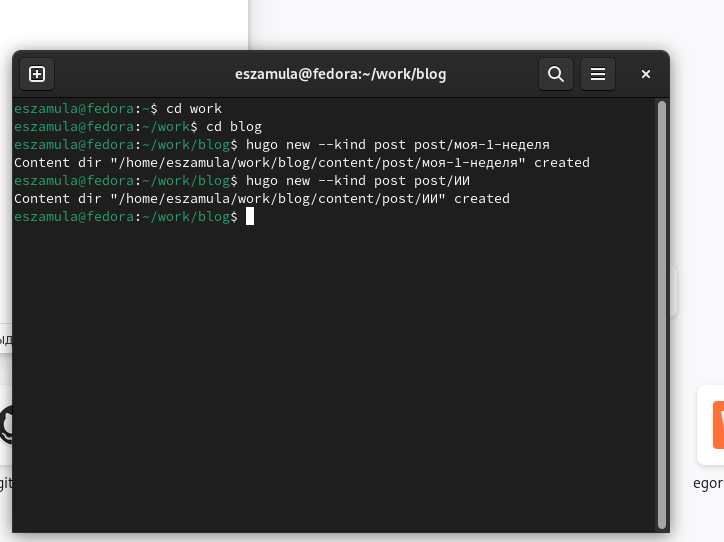 eszamula@fedora:~/work/blog
eszamula@fedora:~$ cd work
eszamula@fedora:~/work$ cd blog
eszamula@fedora:~/work/blog$ hugo new --kind post post/моя-1-неделя
Content dir "/home/eszamula/work/blog/content/post/моя-1-неделя" created
eszamula@fedora:~/work/blog$ hugo new --kind post post/ИИ
Content dir "/home/eszamula/work/blog/content/post/ИИ" created
eszamula@fedora:~/work/blog$
git
egor